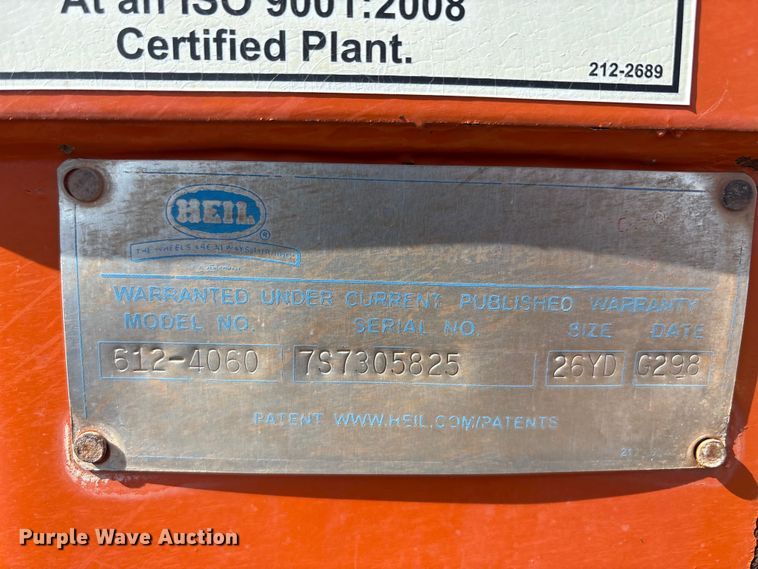 At an ISO 9001:2008
Certified Plant.
212-2689
HEIL
®
WARRANTED UNDER CURRENT PUBLISHED WARRANTY
MODEL NO. SERIAL NO. SIZE DATE
612-4060 7S7305825 26YD G298
PATENT WWW.HEIL.COM/PATENTS
Purple Wave Auction